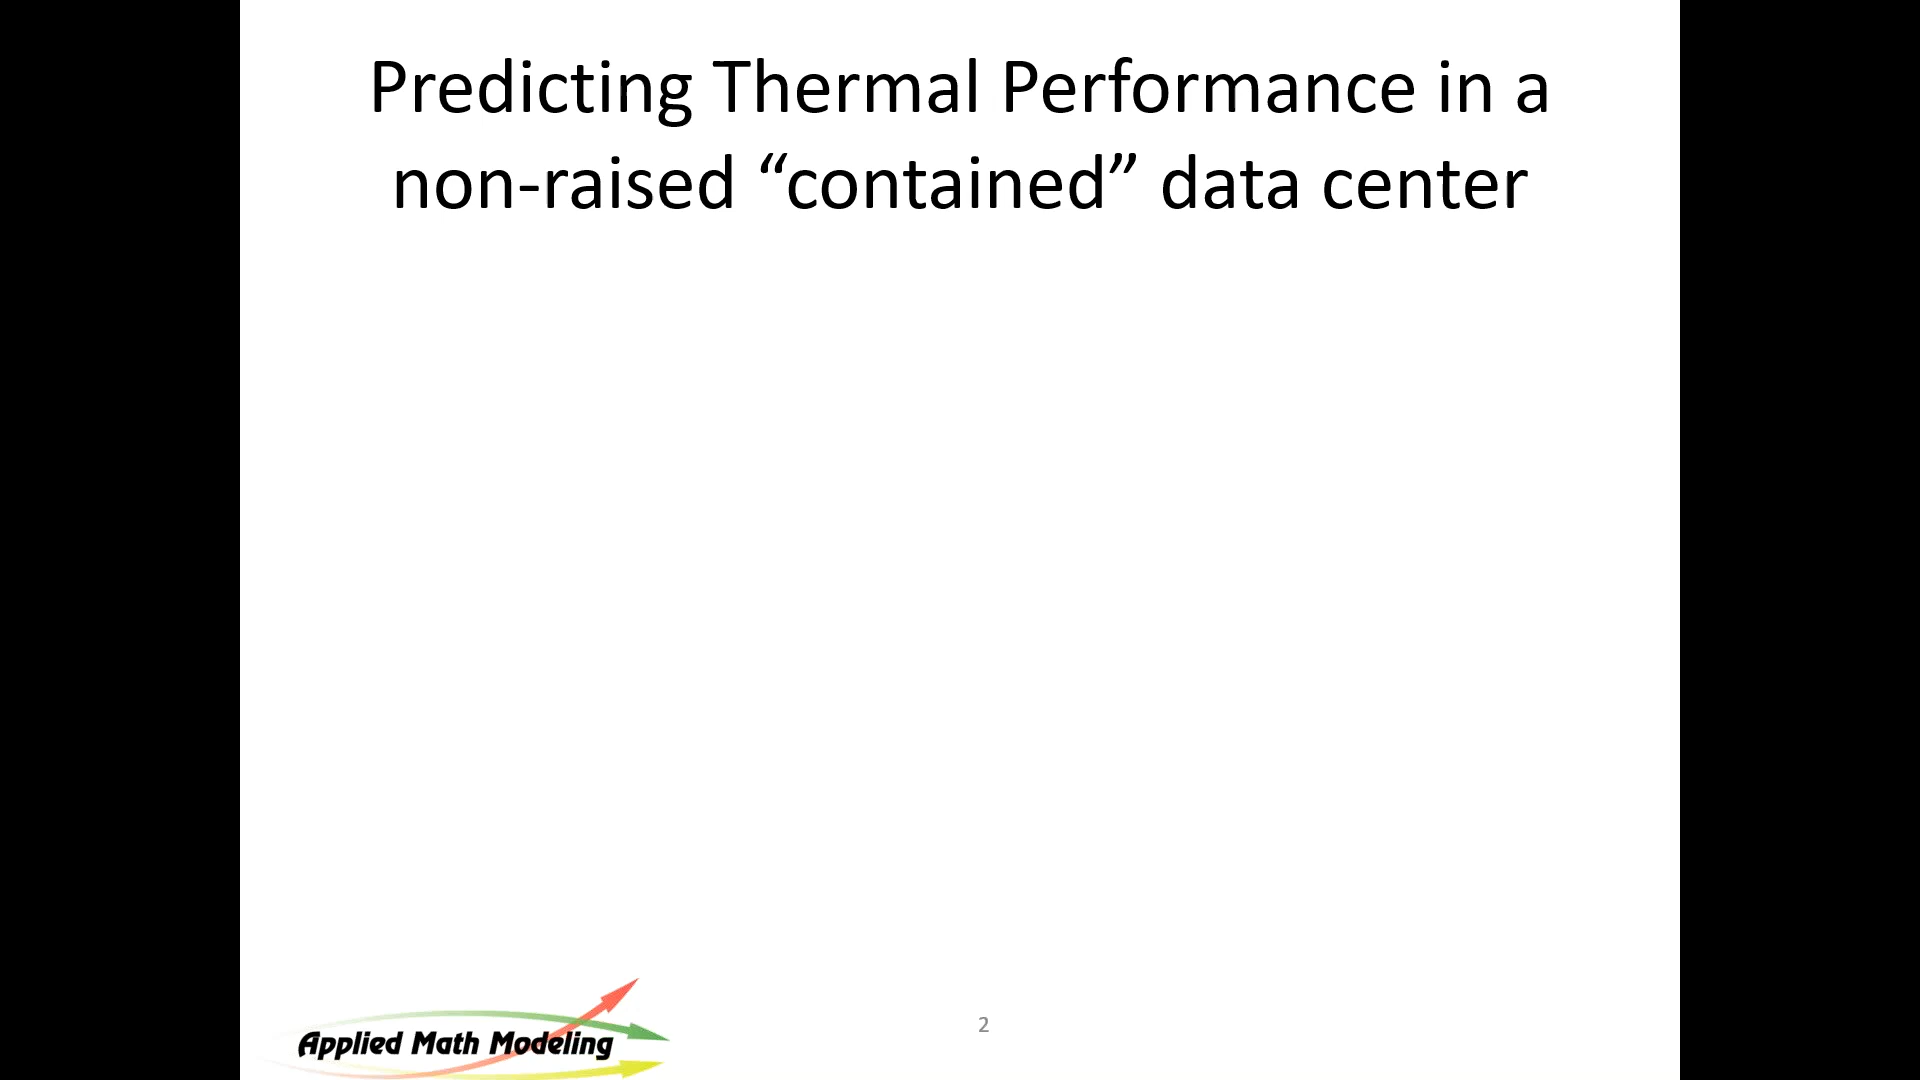 Predicting Thermal Performance in a
non-raised “contained” data center
Applied Math Modeling
2